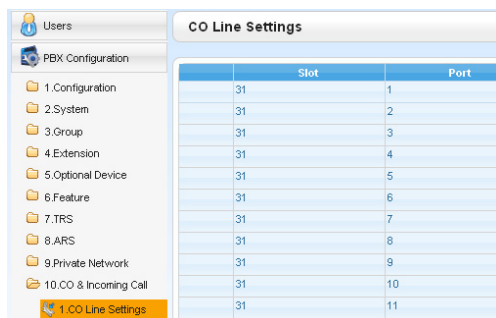 Users
PBX Configuration
1.Configuration
2.System
3.Group
4.Extension
5.Optional Device
6.Feature
7.TRS
8.ARS
9.Private Network
10.CO & Incoming Call
1.CO Line Settings
CO Line Settings
Slot Port
31 1
31 2
31 3
31 4
31 5
31 6
31 7
31 8
31 9
31 10
31 11